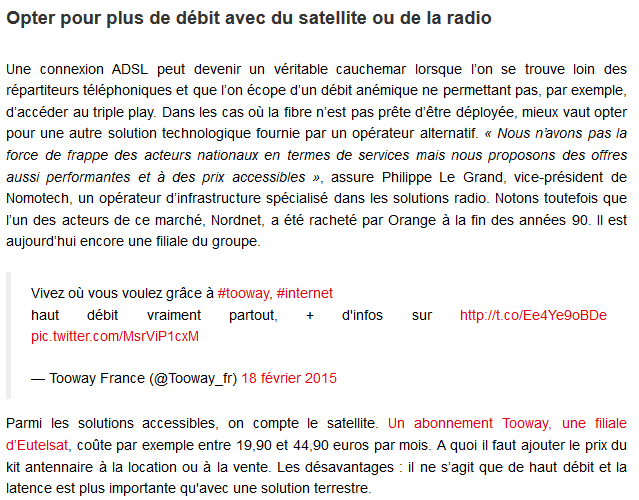 Opter pour plus de débit avec du satellite ou de la radio
Une connexion ADSL peut devenir un véritable cauchemar lorsque l'on se trouve loin des
répartiteurs téléphoniques et que l'on écope d'un débit anémique ne permettant pas, par exemple,
d'accéder au triple play. Dans les cas où la fibre n'est pas prête d'être déployée, mieux vaut opter
pour une autre solution technologique fournie par un opérateur alternatif. « Nous n'avons pas la
force de frappe des acteurs nationaux en termes de services mais nous proposons des offres
aussi performantes et à des prix accessibles », assure Philippe Le Grand, vice-président de
Nomotech, un opérateur d'infrastructure spécialisé dans les solutions radio. Notons toutefois que
l'un des acteurs de ce marché, Nordnet, a été racheté par Orange à la fin des années 90. Il est
aujourd'hui encore une filiale du groupe.
Vivez où vous voulez grâce à #tooway, #internet
haut débit vraiment partout, + d'infos sur http://t.co/Ee4Ye9oBDe
pic.twitter.com/MsrViP1cxM
— Tooway France (@Tooway_fr) 18 février 2015
Parmi les solutions accessibles, on compte le satellite. Un abonnement Tooway, une filiale
d'Eutelsat, coûte par exemple entre 19,90 et 44,90 euros par mois. A quoi il faut ajouter le prix du
kit antennaire à la location ou à la vente. Les désavantages : il ne s'agit que de haut débit et la
latence est plus importante qu'avec une solution terrestre.